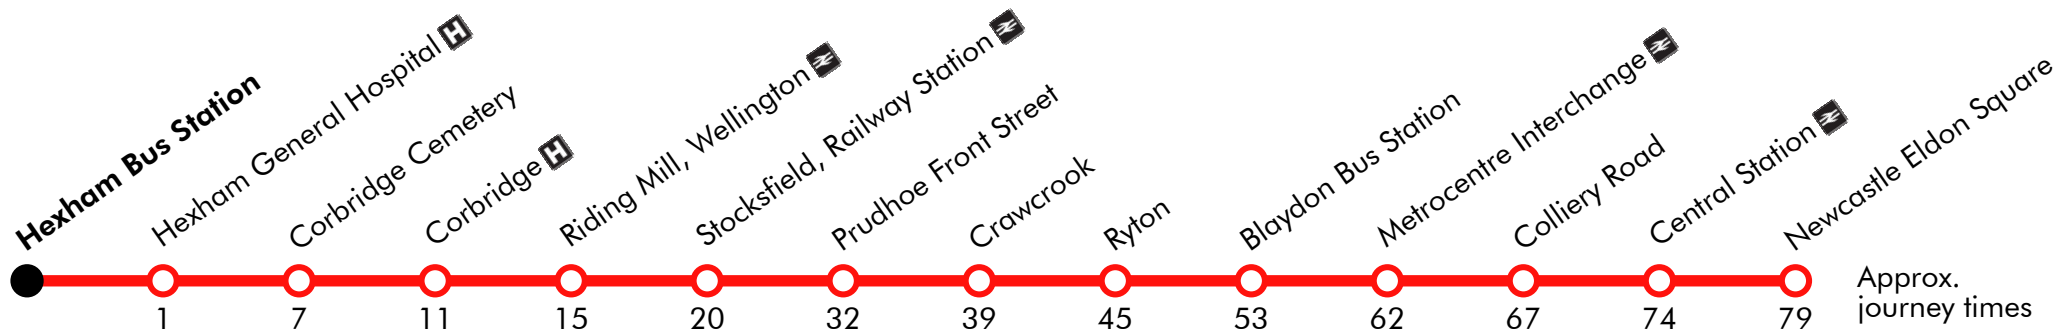 Hexham Bus Station
Hexham General Hospital H
Corbridge Cemetery
Corbridge H
Riding Mill, Wellington
Stocksfield, Railway Station
Prudhoe Front Street
Crawcrook
Ryton
Blaydon Bus Station
Metrocentre Interchange
Colliery Road
Central Station
Newcastle Eldon Square
1 7 11 15 20 32 39 45 53 62 67 74 79
Approx.
journey times